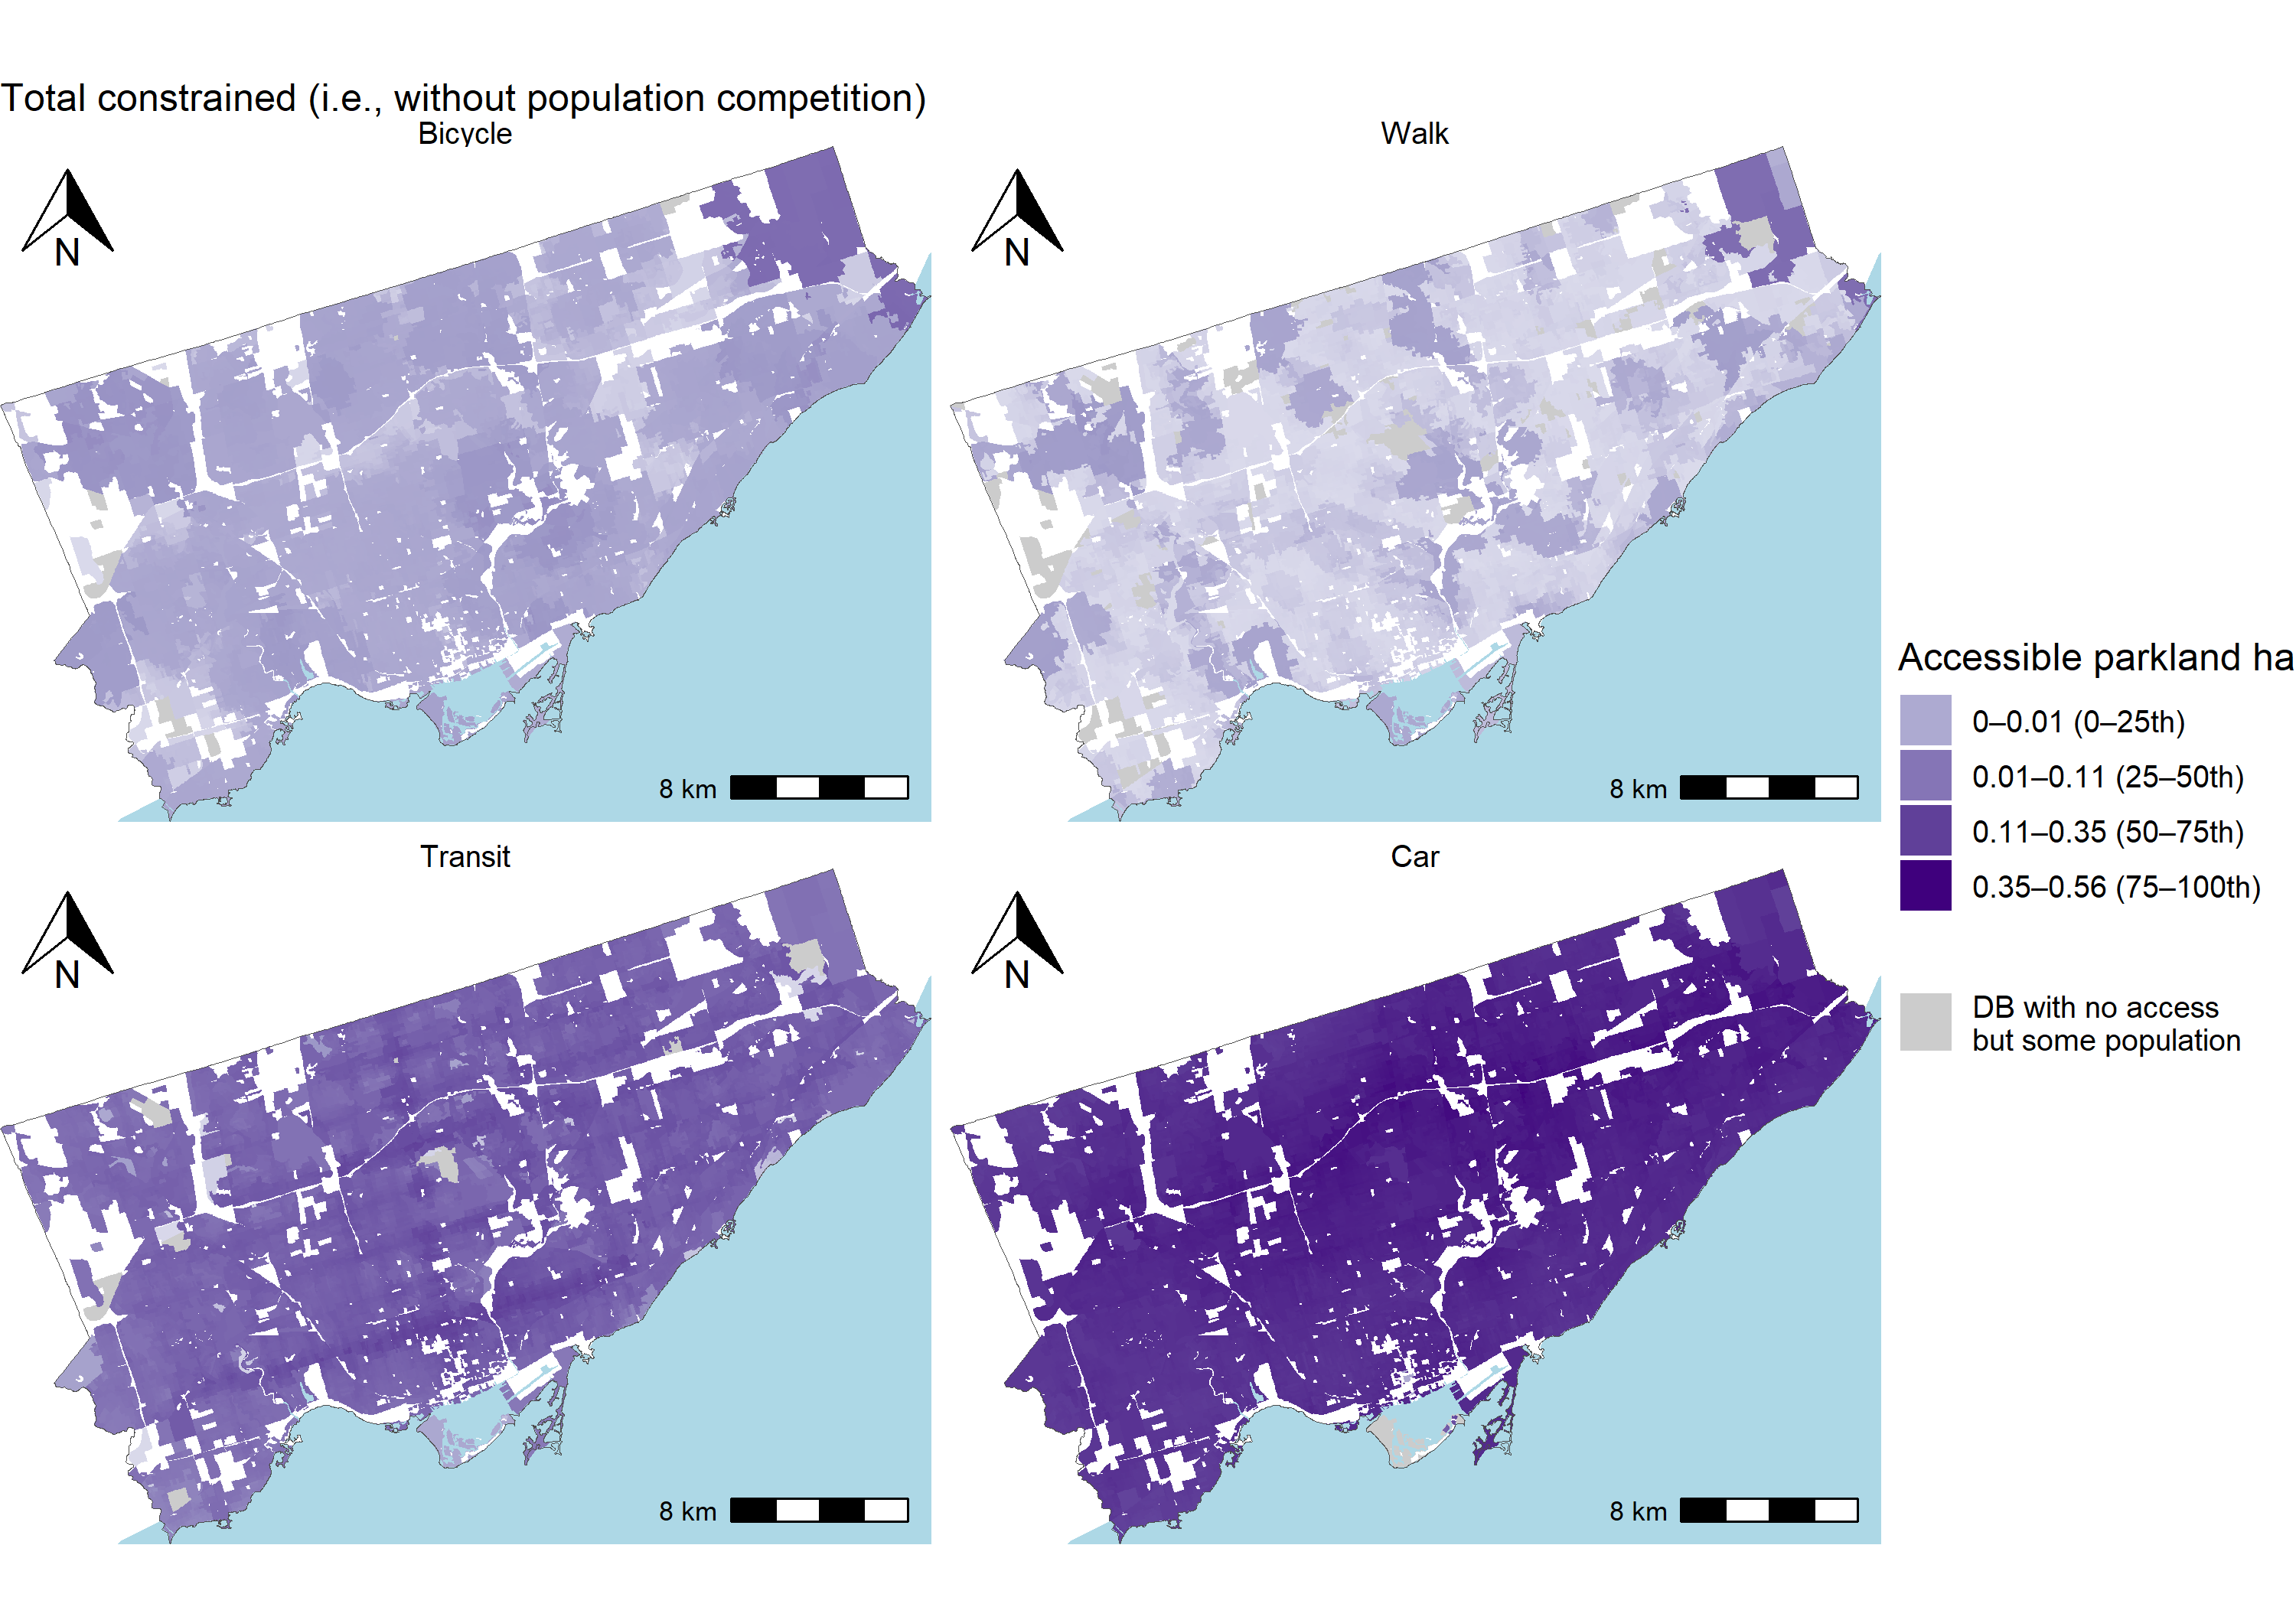 Total constrained (i.e., without population competition)
Bicycle
Walk
N
N
8 km
8 km
Transit
Car
N
N
8 km
8 km
Accessible parkland ha
0–0.01 (0–25th)
0.01–0.11 (25–50th)
0.11–0.35 (50–75th)
0.35–0.56 (75–100th)
DB with no access
but some population